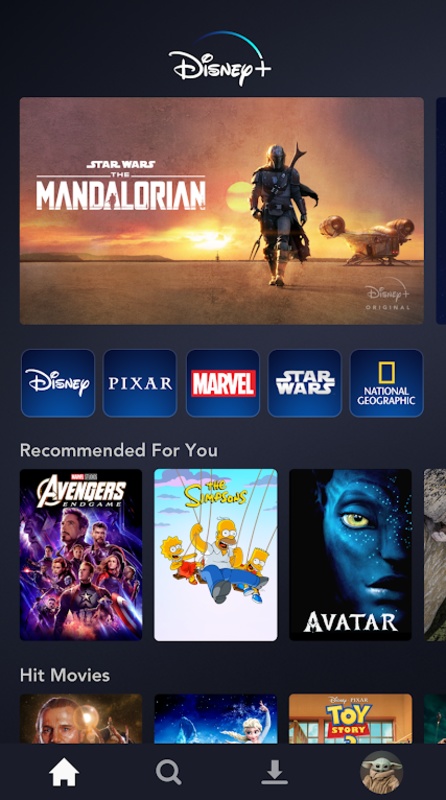 Disney+
STAR WARS
THE
MANDALORIAN
Disney+
ORIGINAL
Disney
PIXAR
MARVEL
STAR
WARS
NATIONAL
GEOGRAPHIC
Recommended For You
MARVEL STUDIOS
AVENGERS
ENDGAME
THE
SIMPSONS
AVATAR
Hit Movies
Disney · PIXAR
TOY
STORY